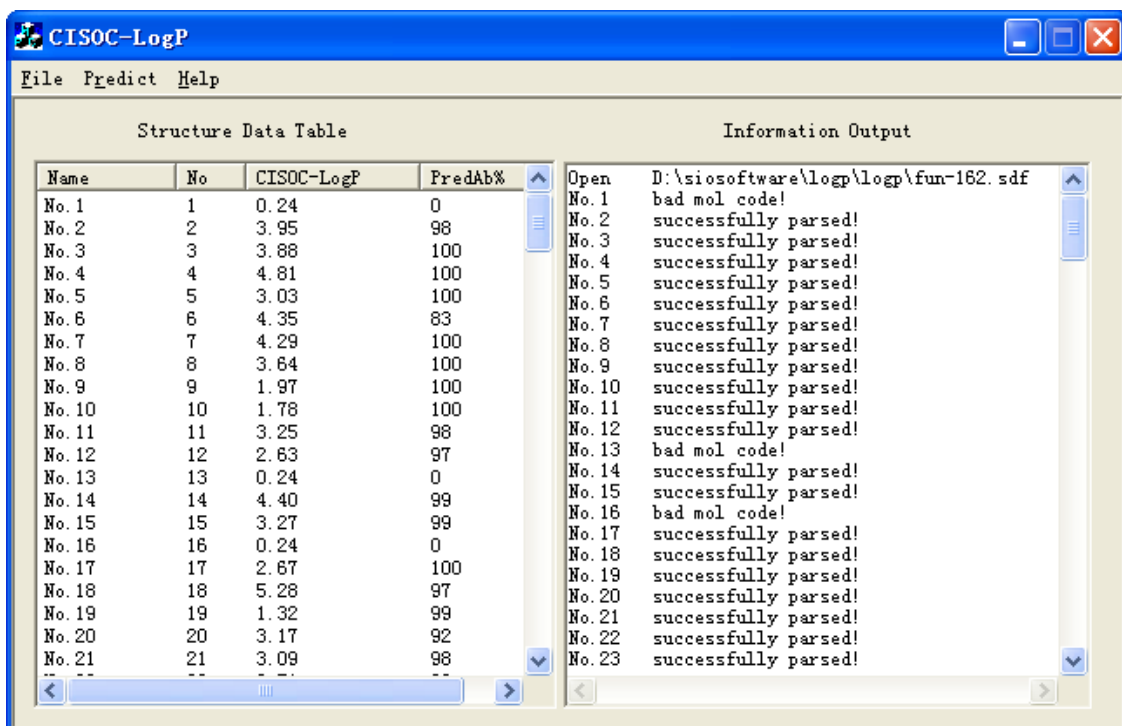 CISOC-LogP
File Predict Help
Structure Data Table
Name No CISOC-LogP PredAb%
No.1 1 0.24 0
No.2 2 3.95 98
No.3 3 3.88 100
No.4 4 4.81 100
No.5 5 3.03 100
No.6 6 4.35 83
No.7 7 4.29 100
No.8 8 3.64 100
No.9 9 1.97 100
No.10 10 1.78 100
No.11 11 3.25 98
No.12 12 2.63 97
No.13 13 0.24 0
No.14 14 4.40 99
No.15 15 3.27 99
No.16 16 0.24 0
No.17 17 2.67 100
No.18 18 5.28 97
No.19 19 1.32 99
No.20 20 3.17 92
No.21 21 3.09 98
Information Output
Open D:\siosoftware\logp\logp\fun-162.sdf
No.1 bad mol code!
No.2 successfully parsed!
No.3 successfully parsed!
No.4 successfully parsed!
No.5 successfully parsed!
No.6 successfully parsed!
No.7 successfully parsed!
No.8 successfully parsed!
No.9 successfully parsed!
No.10 successfully parsed!
No.11 successfully parsed!
No.12 successfully parsed!
No.13 bad mol code!
No.14 successfully parsed!
No.15 successfully parsed!
No.16 bad mol code!
No.17 successfully parsed!
No.18 successfully parsed!
No.19 successfully parsed!
No.20 successfully parsed!
No.21 successfully parsed!
No.22 successfully parsed!
No.23 successfully parsed!